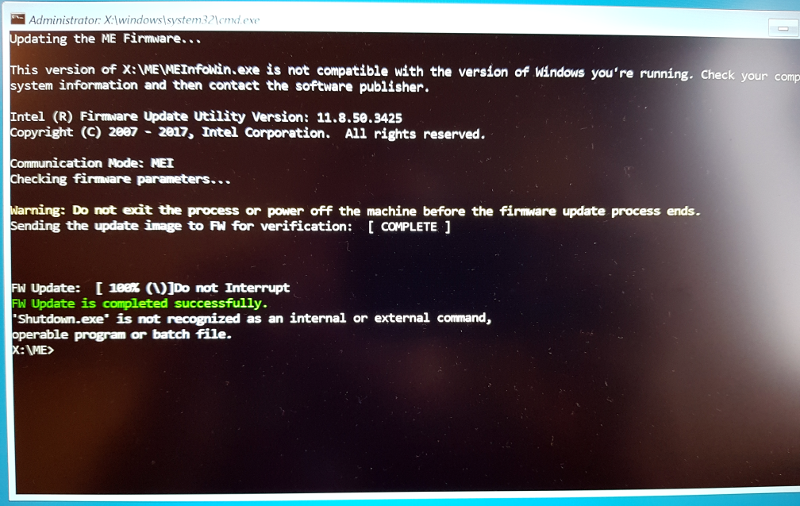 Administrator: X:\windows\system32\cmd.exe
Updating the ME Firmware...
This version of X:\ME\MEInfoWin.exe is not compatible with the version of Windows you're running. Check your comp
system information and then contact the software publisher.
Intel (R) Firmware Update Utility Version: 11.8.50.3425
Copyright (C) 2007 - 2017, Intel Corporation.  All rights reserved.
Communication Mode: MEI
Checking firmware parameters...
Warning: Do not exit the process or power off the machine before the firmware update process ends.
Sending the update image to FW for verification:  [ COMPLETE ]
FW Update:  [ 100% (\)]Do not Interrupt
FW Update is completed successfully.
'Shutdown.exe' is not recognized as an internal or external command,
operable program or batch file.
X:\ME>